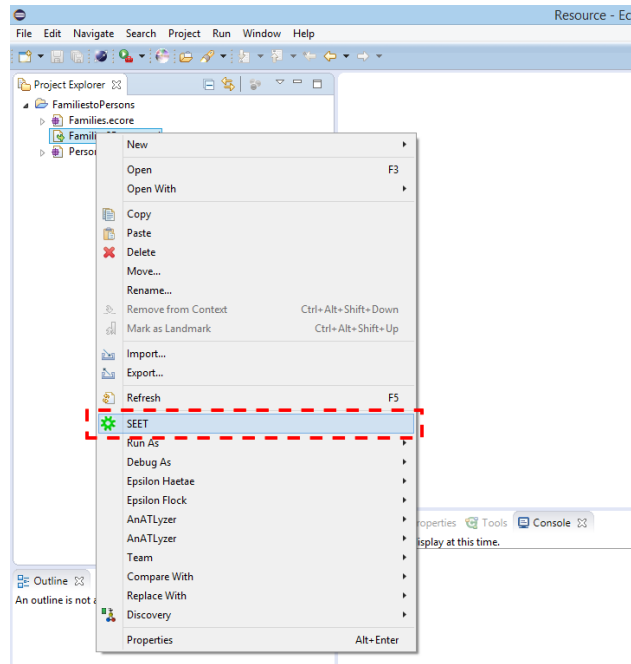 Resource - Ec
File Edit Navigate Search Project Run Window Help
Project Explorer
FamiliestoPersons
Families.ecore
Famili
Perso
New
Open F3
Open With
Copy
Paste
Delete
Move...
Rename...
Remove from Context Ctrl+Alt+Shift+Down
Mark as Landmark Ctrl+Alt+Shift+Up
Import...
Export...
Refresh F5
SEET
Run As
Debug As
Epsilon Haetae
Epsilon Flock
AnATLyzer
AnATLyzer
Team
Compare With
Replace With
Discovery
Properties Alt+Enter
roperties Tools Console
isplay at this time.
Outline
An outline is not a